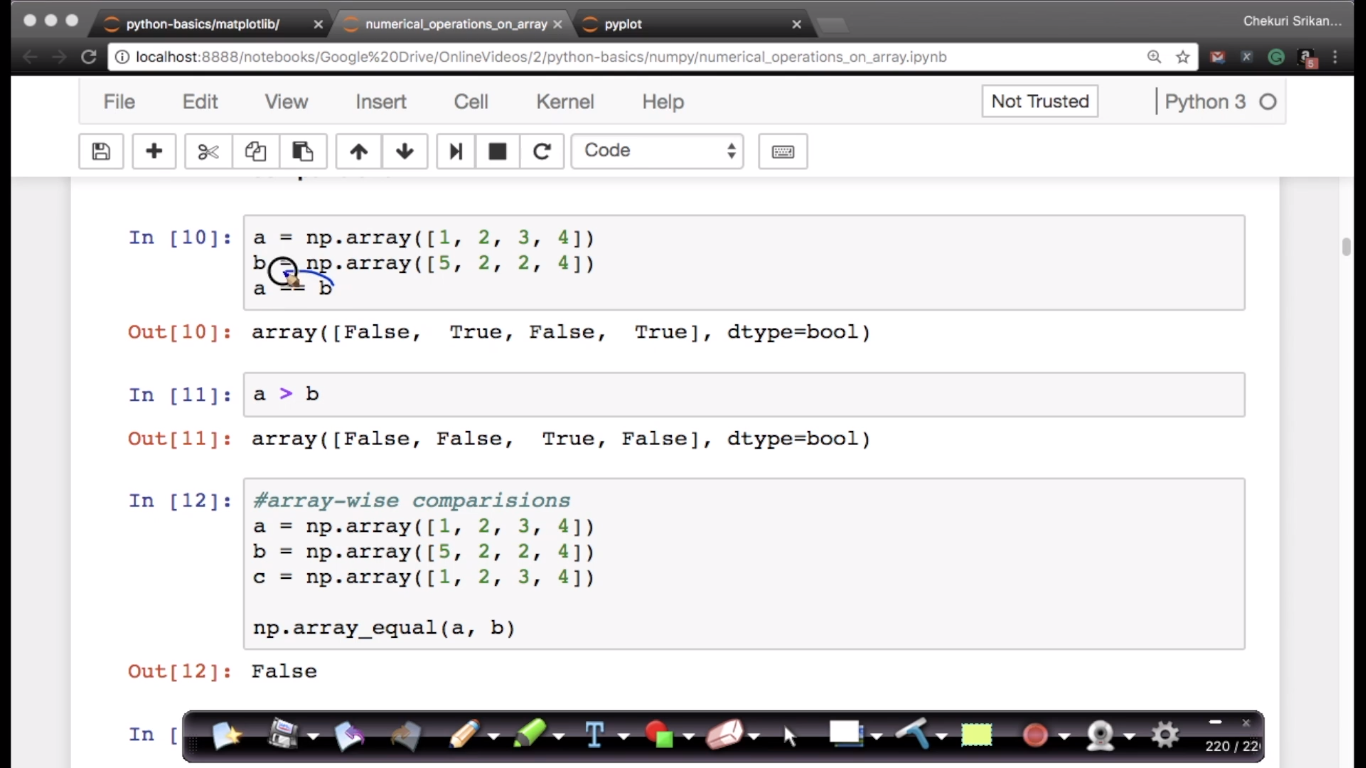 python-basics/matplotlib/
numerical_operations_on_array
pyplot
Chekuri Srikan...
localhost:8888/notebooks/Google%20Drive/OnlineVideos/2/python-basics/numpy/numerical_operations_on_array.ipynb
5
File Edit View Insert Cell Kernel Help Not Trusted Python 3
Code
In [10]: a = np.array([1, 2, 3, 4])
b = np.array([5, 2, 2, 4])
a == b
Out[10]: array([False,  True, False,  True], dtype=bool)
In [11]: a > b
Out[11]: array([False, False,  True, False], dtype=bool)
In [12]: #array-wise comparisions
a = np.array([1, 2, 3, 4])
b = np.array([5, 2, 2, 4])
c = np.array([1, 2, 3, 4])
np.array_equal(a, b)
Out[12]: False
In [
T
220 / 22